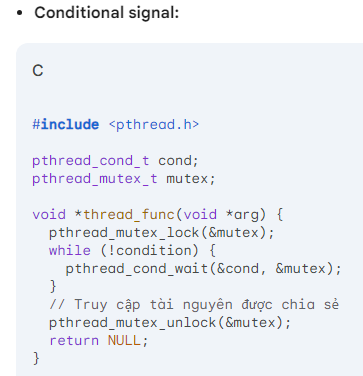 • Conditional signal:
C
#include <pthread.h>
pthread_cond_t cond;
pthread_mutex_t mutex;
void *thread_func(void *arg) {
  pthread_mutex_lock(&mutex);
  while (!condition) {
    pthread_cond_wait(&cond, &mutex);
  }
  // Truy cập tài nguyên được chia sẻ
  pthread_mutex_unlock(&mutex);
  return NULL;
}